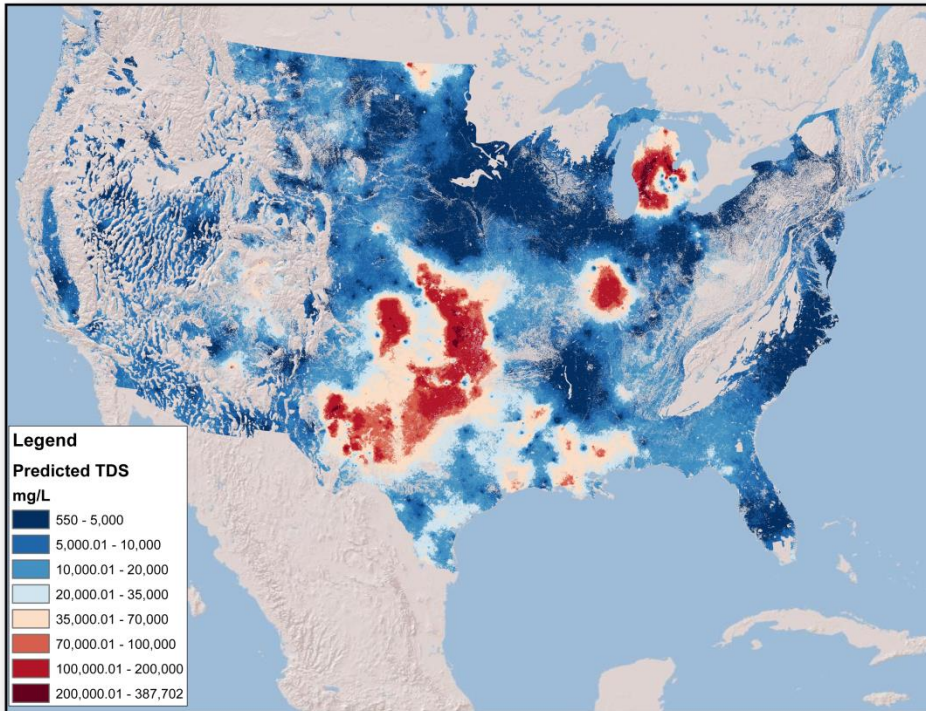 Legend
Predicted TDS
mg/L
550 - 5,000
5,000.01 - 10,000
10,000.01 - 20,000
20,000.01 - 35,000
35,000.01 - 70,000
70,000.01 - 100,000
100,000.01 - 200,000
200,000.01 - 387,702